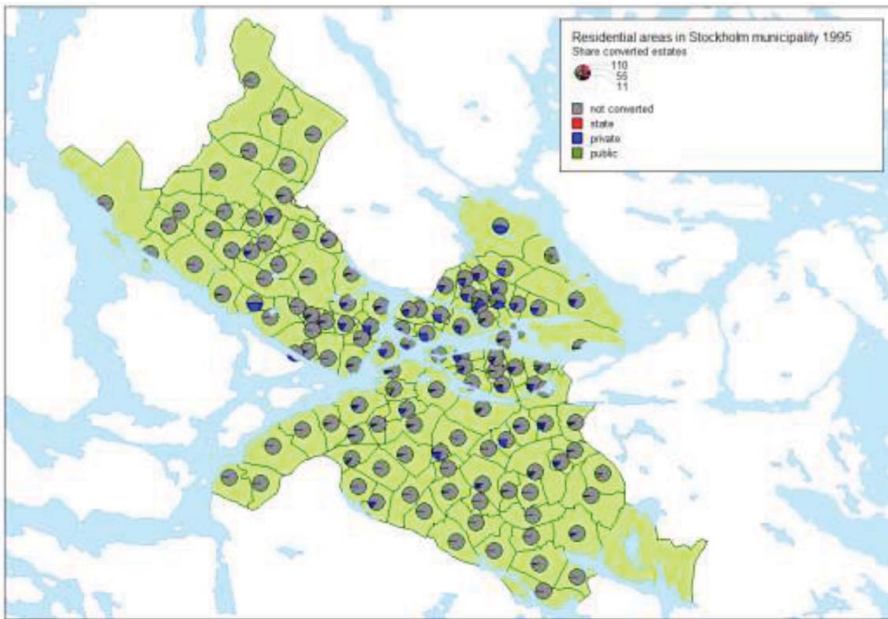 Residential areas in Stockholm municipality 1995
Share converted estates
110
55
11
not converted
state
private
public